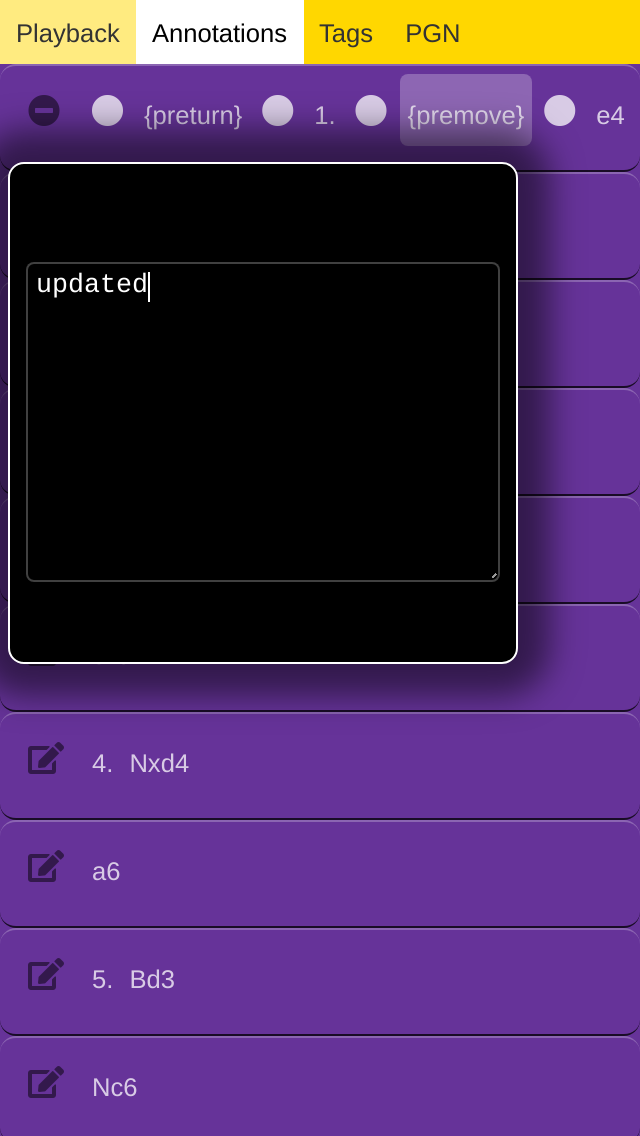 Playback Annotations Tags PGN
{preturn} 1. {premove} e4
updated
4. Nxd4
a6
5. Bd3
Nc6